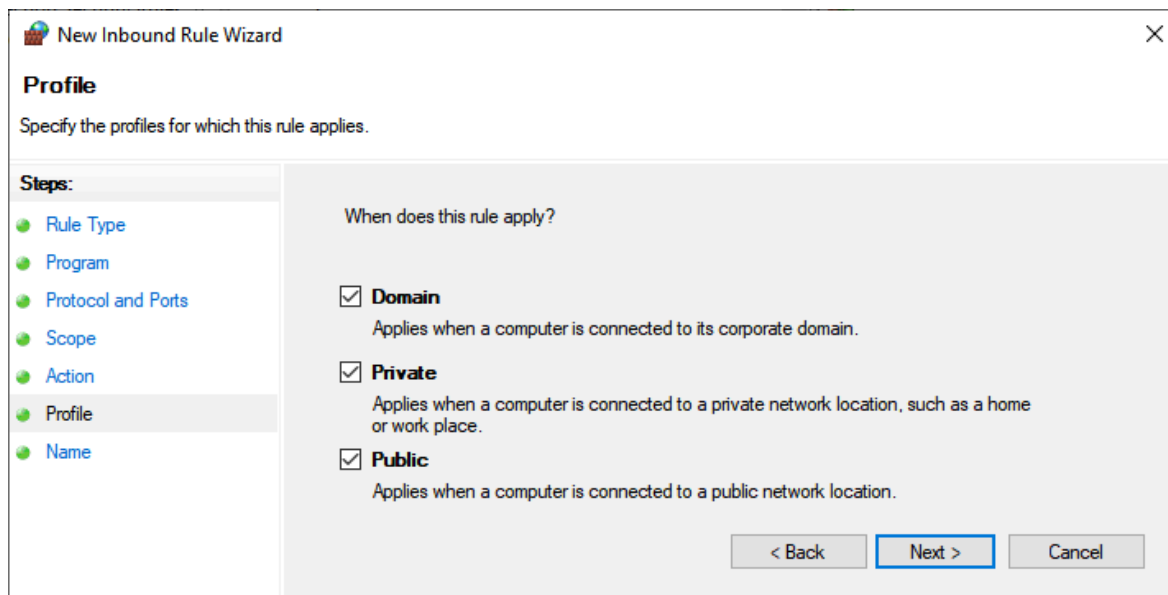 New Inbound Rule Wizard
Profile
Specify the profiles for which this rule applies.
Steps:
Rule Type
Program
Protocol and Ports
Scope
Action
Profile
Name
When does this rule apply?
Domain
Applies when a computer is connected to its corporate domain.
Private
Applies when a computer is connected to a private network location, such as a home
or work place.
Public
Applies when a computer is connected to a public network location.
< Back
Next >
Cancel